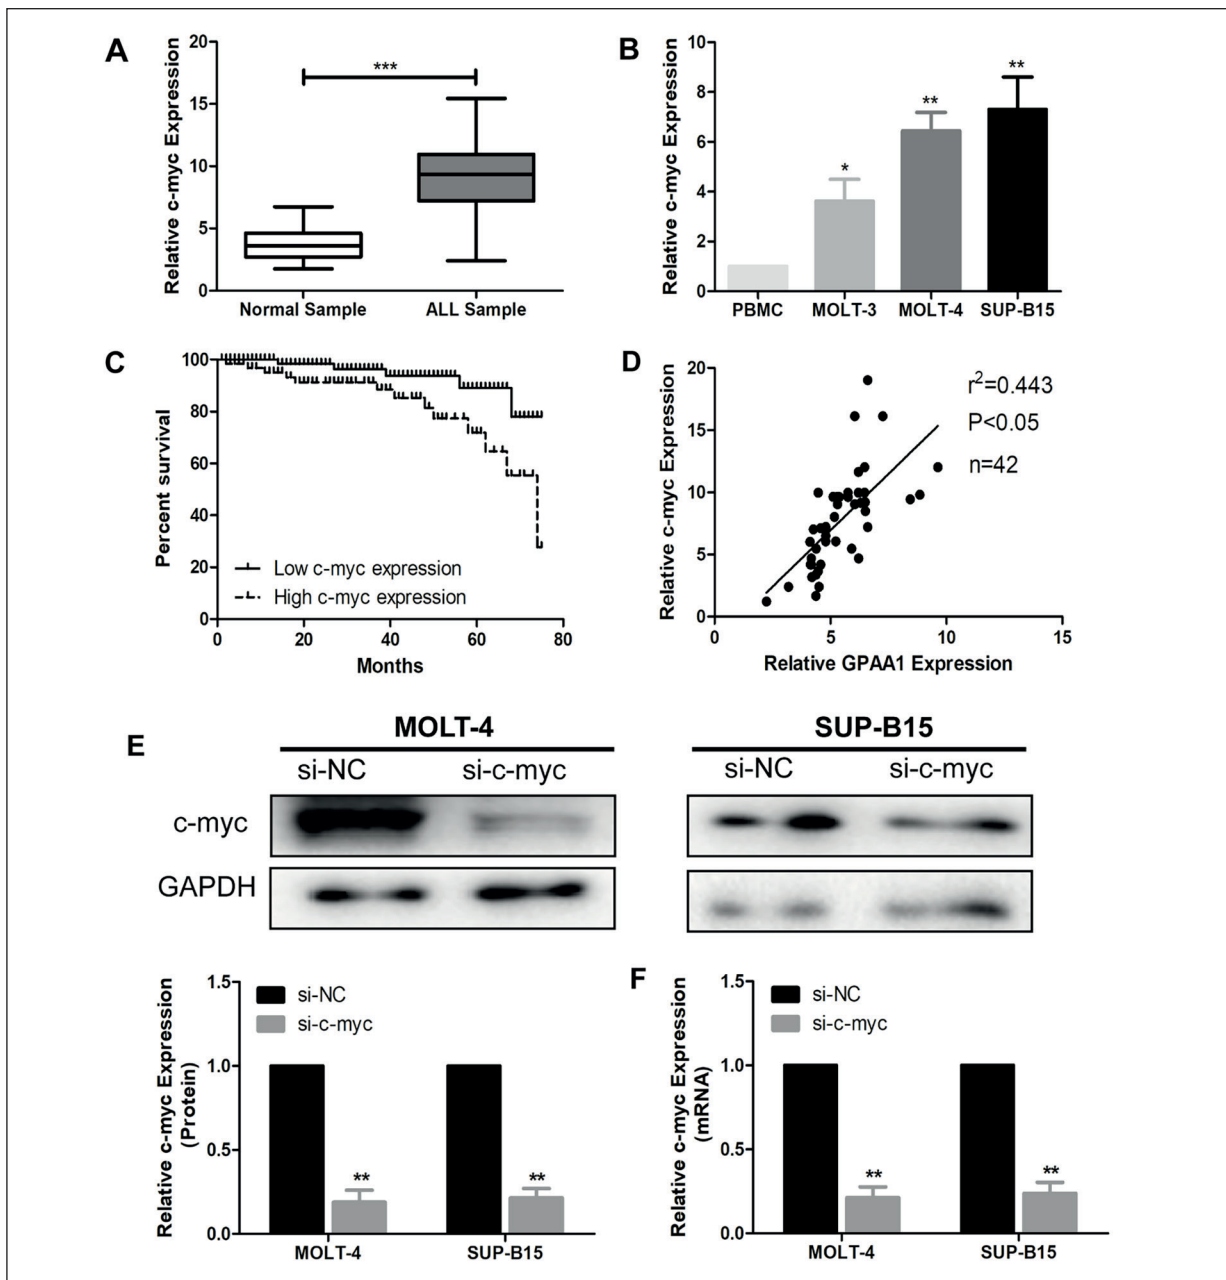 A
Relative c-myc Expression
20
15
10
5
0
***
Normal Sample
ALL Sample
B
Relative c-myc Expression
10
8
6
4
2
0
*
**
**
PBMC
MOLT-3
MOLT-4
SUP-B15
C
Percent survival
100
80
60
40
20
0
Low c-myc expression
High c-myc expression
0
20
40
60
80
Months
D
Relative c-myc Expression
20
15
10
5
0
r²=0.443
P<0.05
n=42
0
5
10
15
Relative GPAA1 Expression
E
MOLT-4
SUP-B15
si-NC
si-c-myc
si-NC
si-c-myc
c-myc
GAPDH
Relative c-myc Expression
(Protein)
1.5
1.0
0.5
0.0
si-NC
si-c-myc
**
**
MOLT-4
SUP-B15
F
Relative c-myc Expression
(mRNA)
1.5
1.0
0.5
0.0
si-NC
si-c-myc
**
**
MOLT-4
SUP-B15